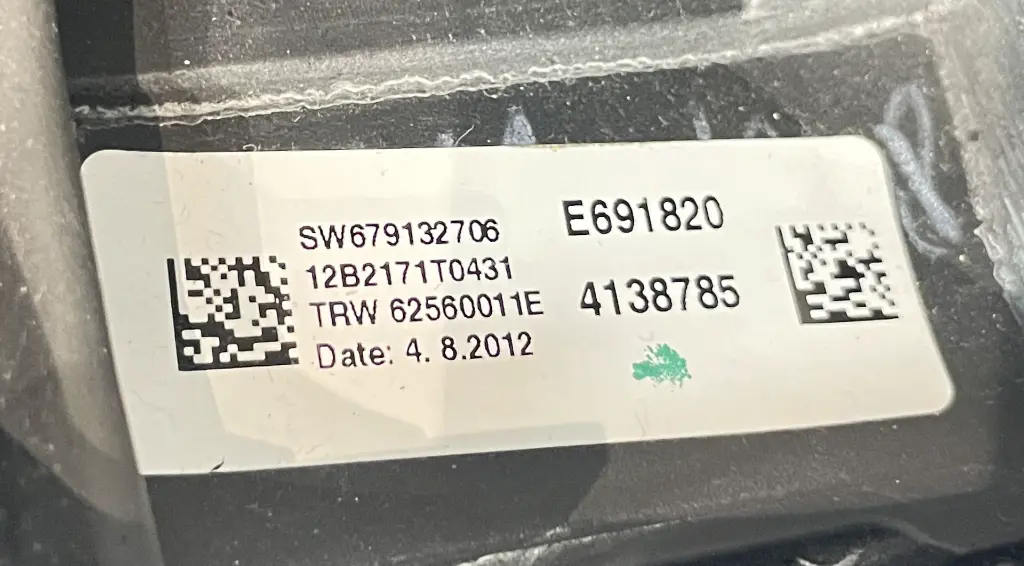 SW679132706
12B2171T0431
TRW 62560011E
Date: 4. 8.2012
E691820
4138785